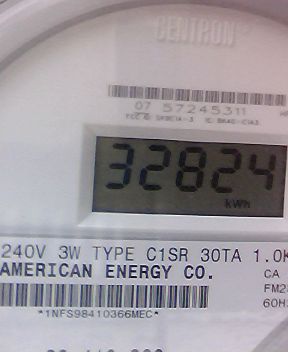 CENTRON
07 57245311
32824
kWh
240V 3W TYPE C1SR 30TA 1.0K
AMERICAN ENERGY CO.
CA
FM2
60H
*1NFS98410366MEC*